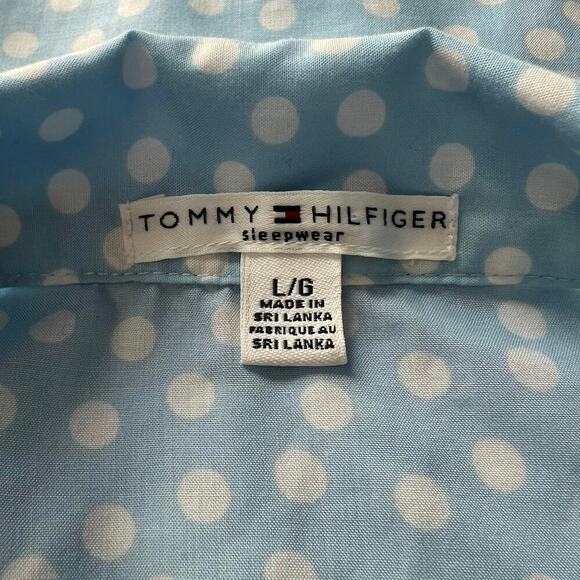 TOMMY HILFIGER
sleepwear
L/G
MADE IN
SRI LANKA
FABRIQUE AU
SRI LANKA